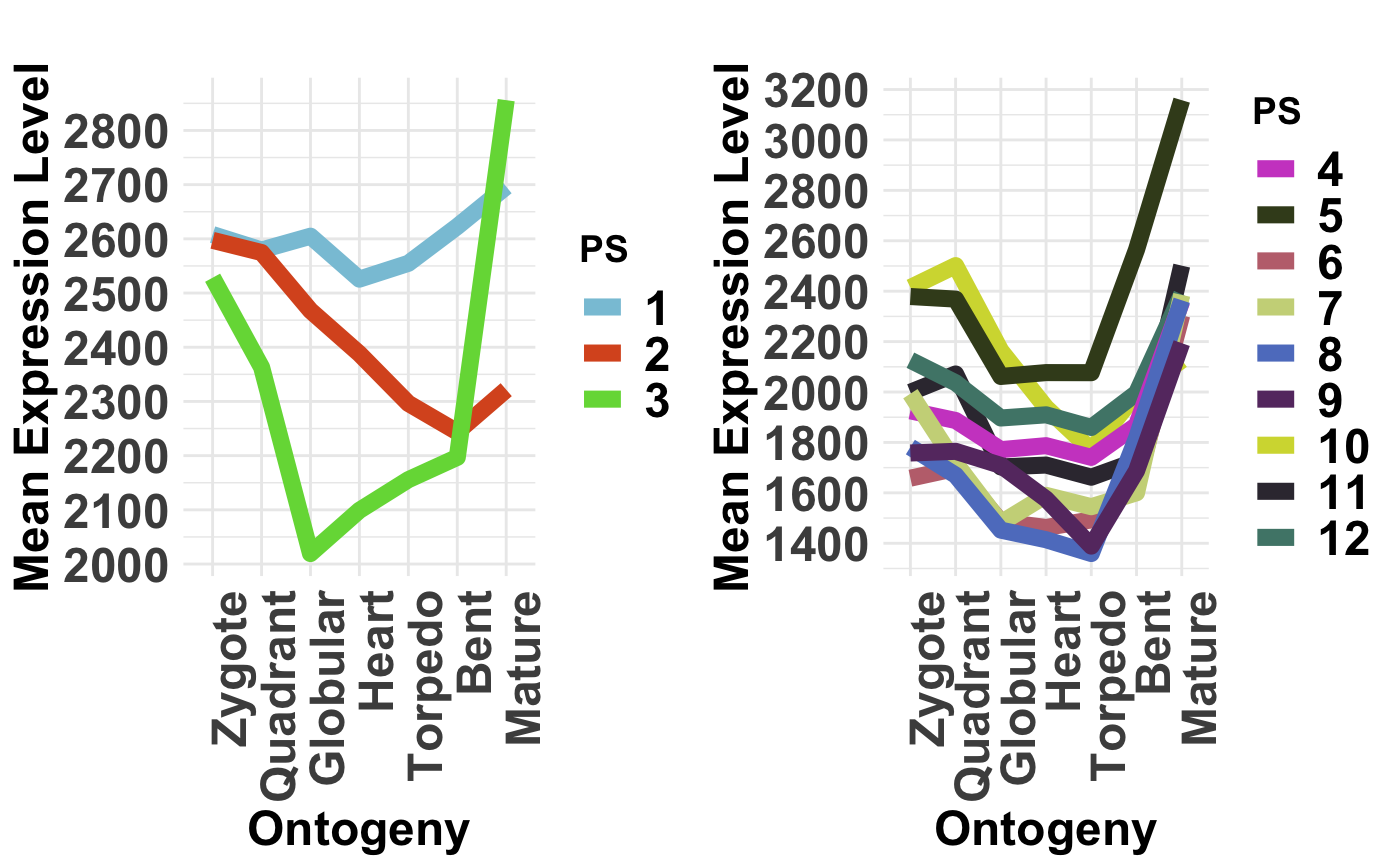 Mean Expression Level
2800
2700
2600
2500
2400
2300
2200
2100
2000
Zygote
Quadrant
Globular
Heart
Torpedo
Bent
Mature
Ontogeny
PS
1
2
3
Mean Expression Level
3200
3000
2800
2600
2400
2200
2000
1800
1600
1400
Zygote
Quadrant
Globular
Heart
Torpedo
Bent
Mature
Ontogeny
PS
4
5
6
7
8
9
10
11
12